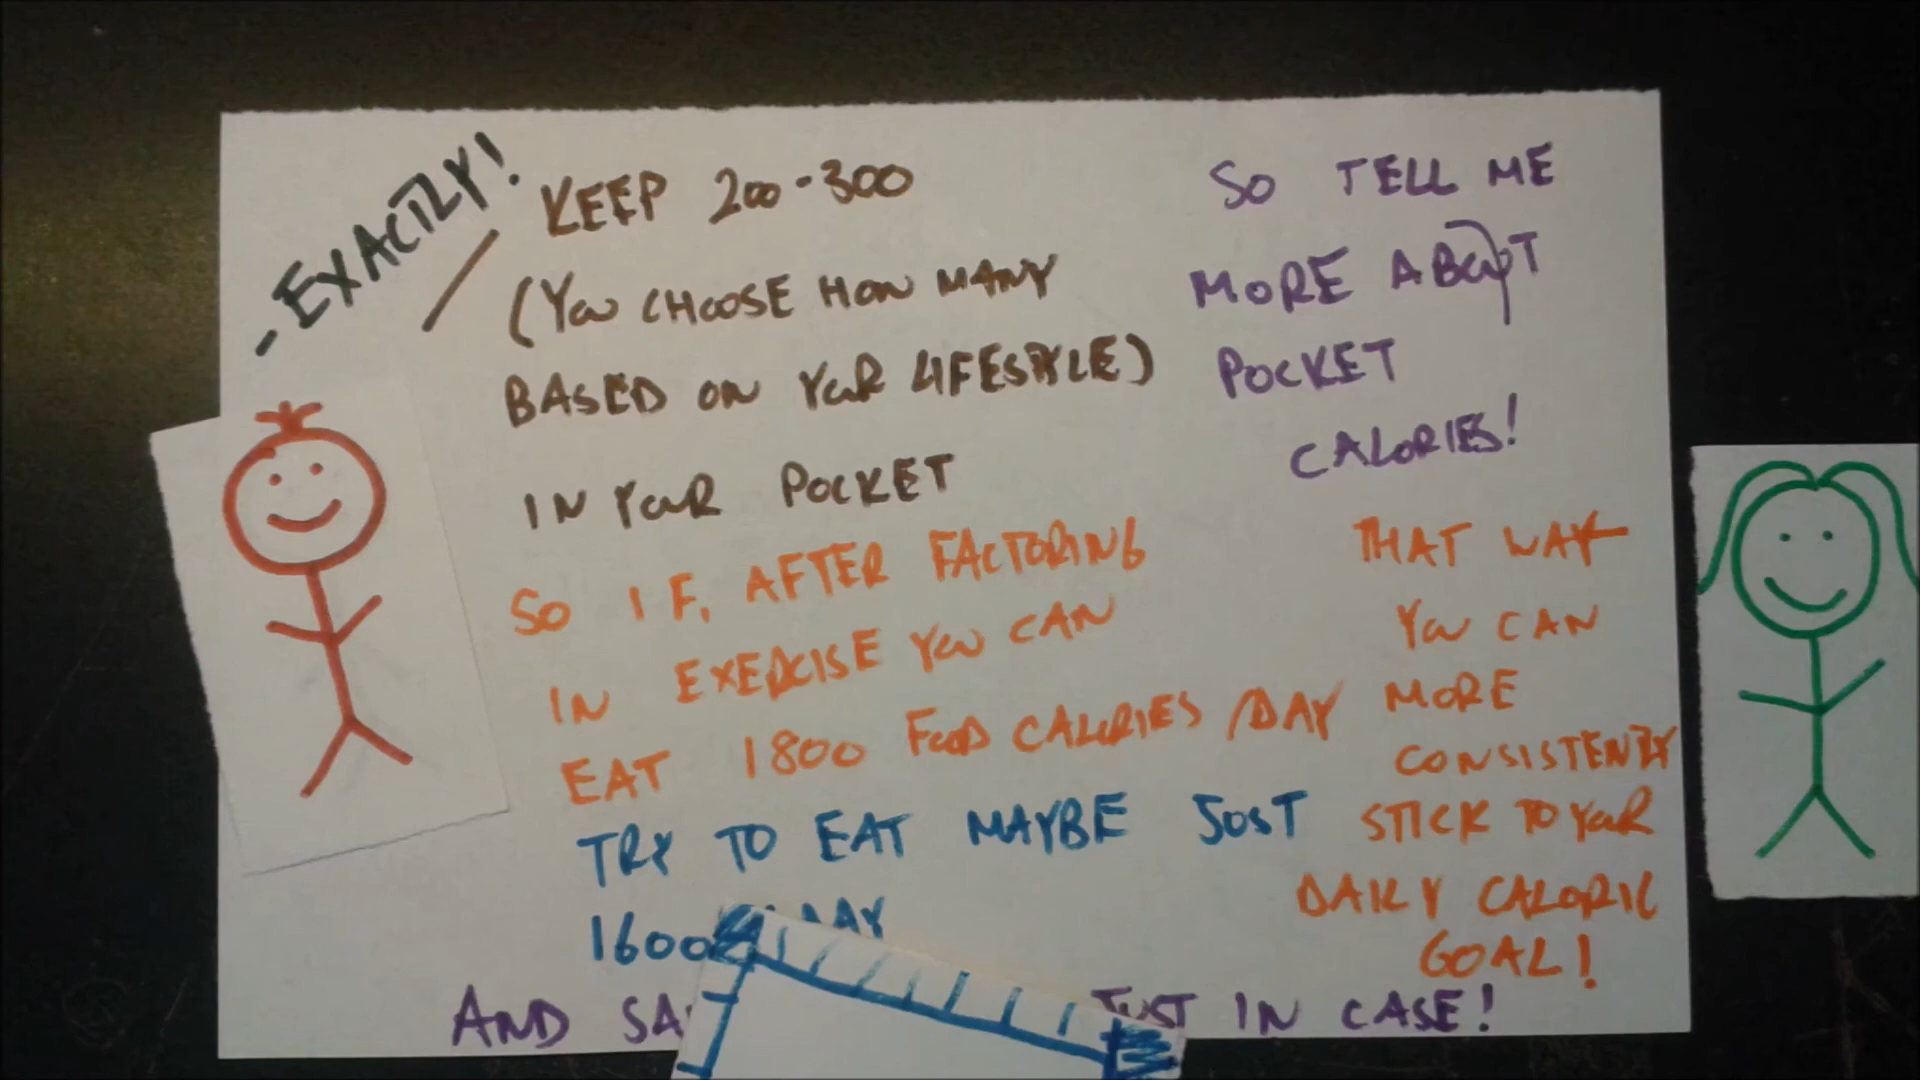 - EXACTLY!
KEEP 200-300
(YOU CHOOSE HOW MANY
BASED ON YOUR LIFESTYLE)
IN YOUR POCKET
SO TELL ME
MORE ABOUT
POCKET
CALORIES!
SO IF, AFTER FACTORING
IN EXERCISE YOU CAN
EAT 1800 FOOD CALORIES/DAY
TRY TO EAT MAYBE JUST
1600
AND
JUST IN CASE!
THAT WAY
YOU CAN
MORE
CONSISTENTLY
STICK TO YOUR
DAILY CALORIC
GOAL!